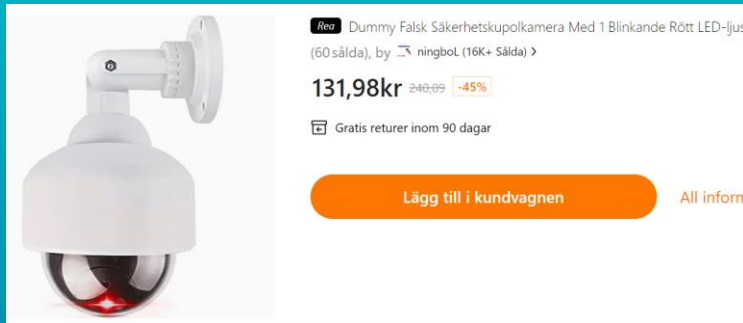 Rea Dummy Falsk Säkerhetskupolkamera Med 1 Blinkande Rött LED-ljus
(60 sålda), by ningboL (16K+ Sålda) >
131,98kr 240,09 -45%
Gratis returer inom 90 dagar
Lägg till i kundvagnen All inform